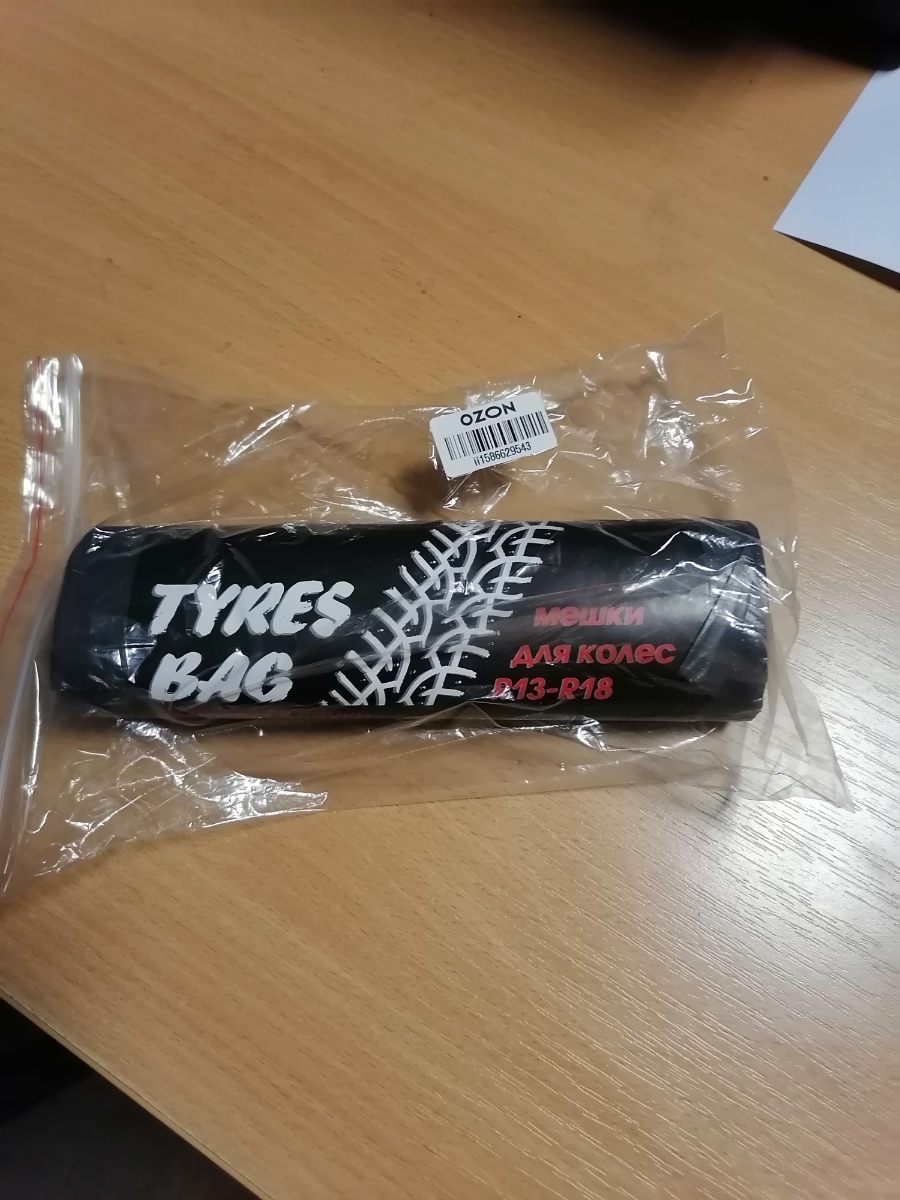 OZON
ii1586629543
TYRES
BAG
мешки
для колес
R13-R18